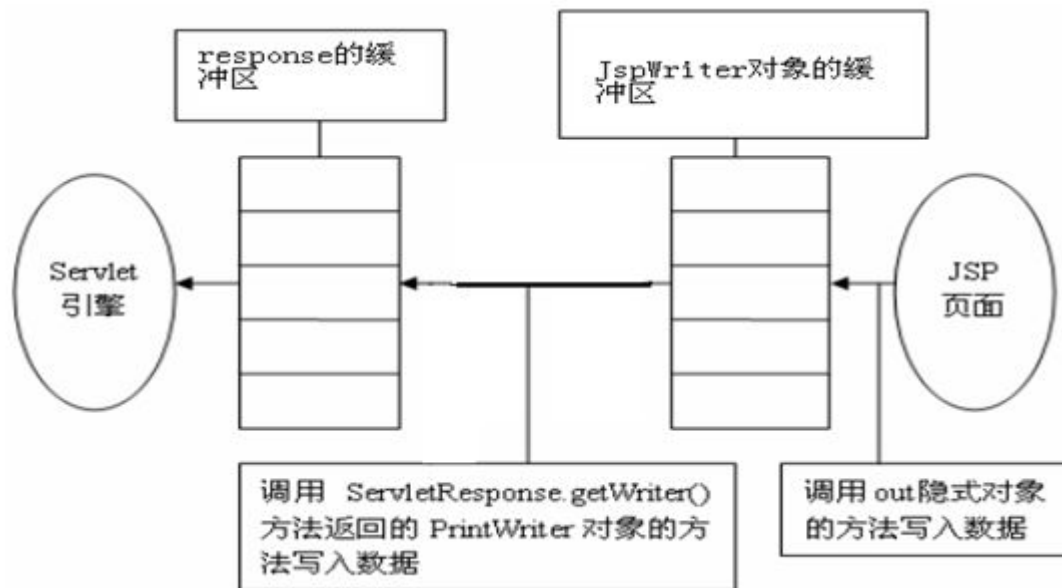 response的缓
冲区
JspWriter对象的缓
冲区
Servlet
引擎
JSP
页面
调用 ServletResponse.getWriter()
方法返回的 PrintWriter 对象的方
法写入数据
调用 out隐式对象
的方法写入数据